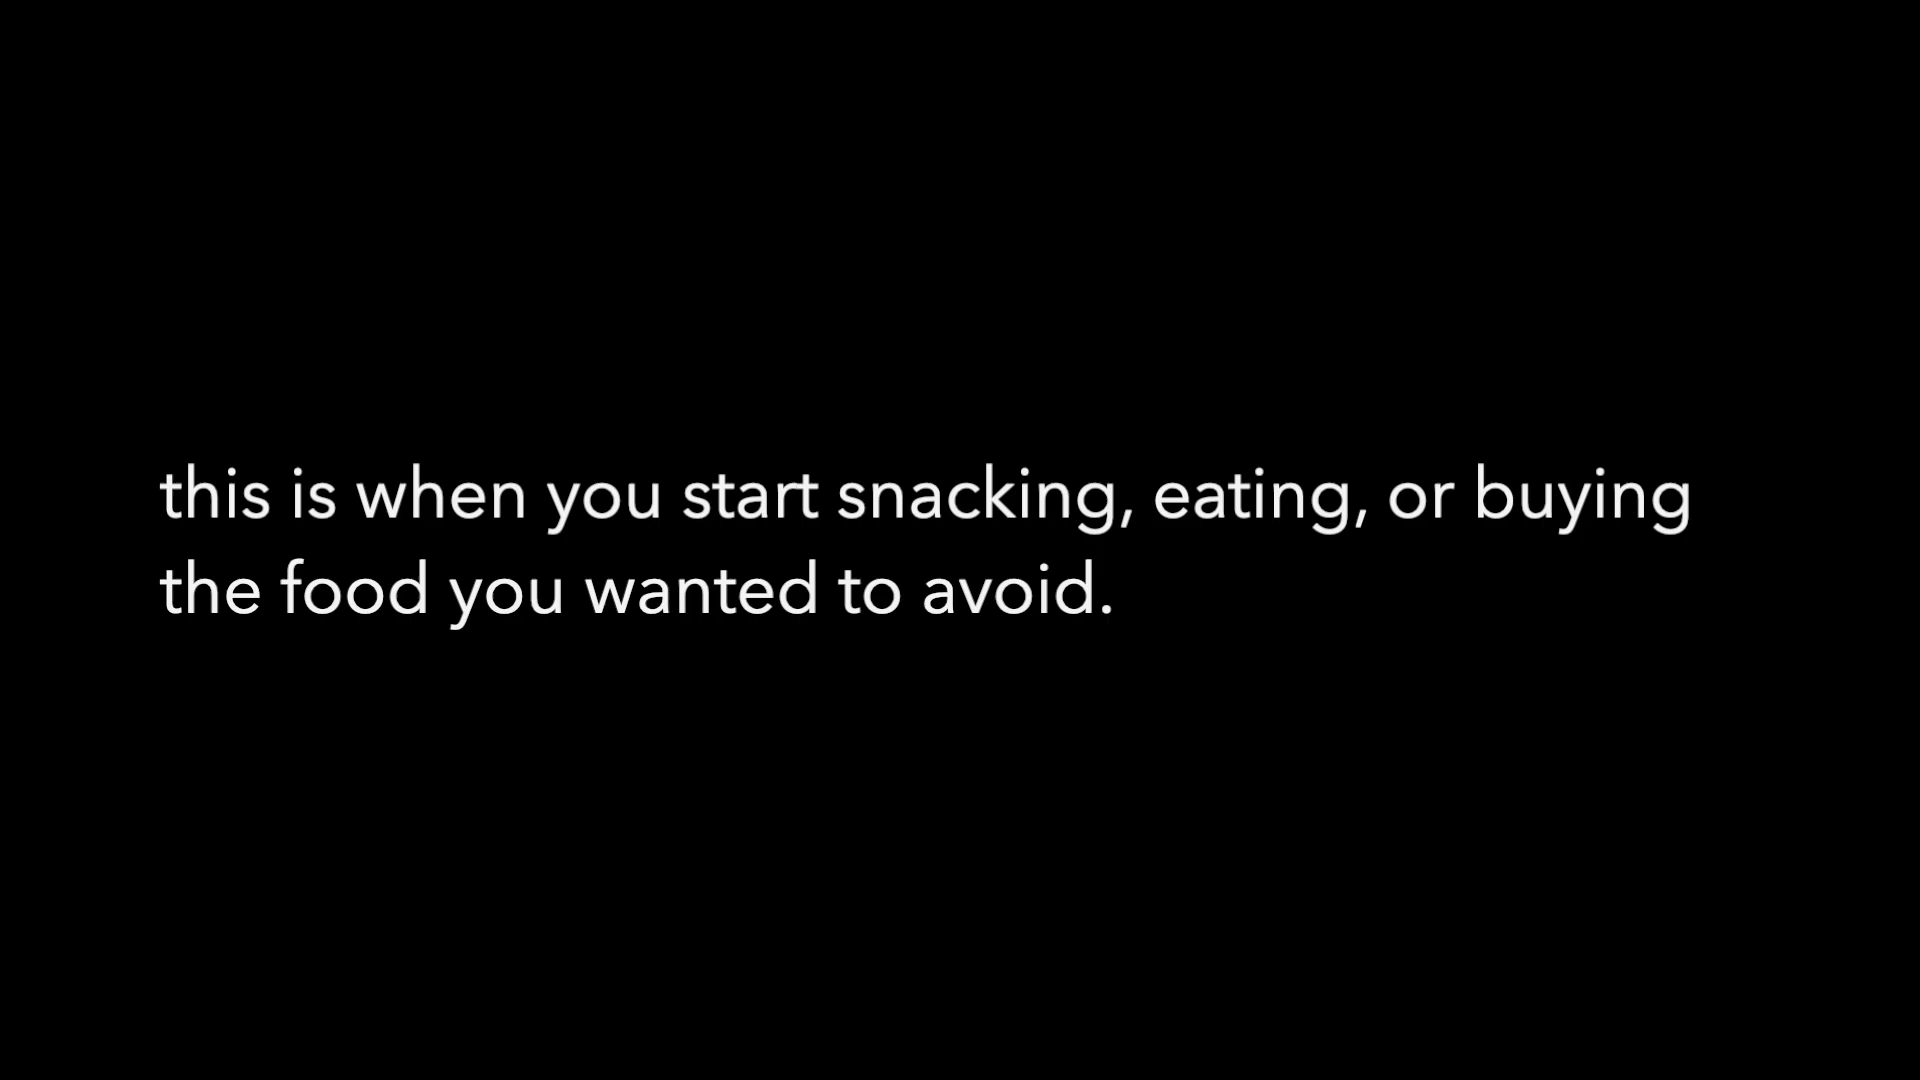 this is when you start snacking, eating, or buying
the food you wanted to avoid.